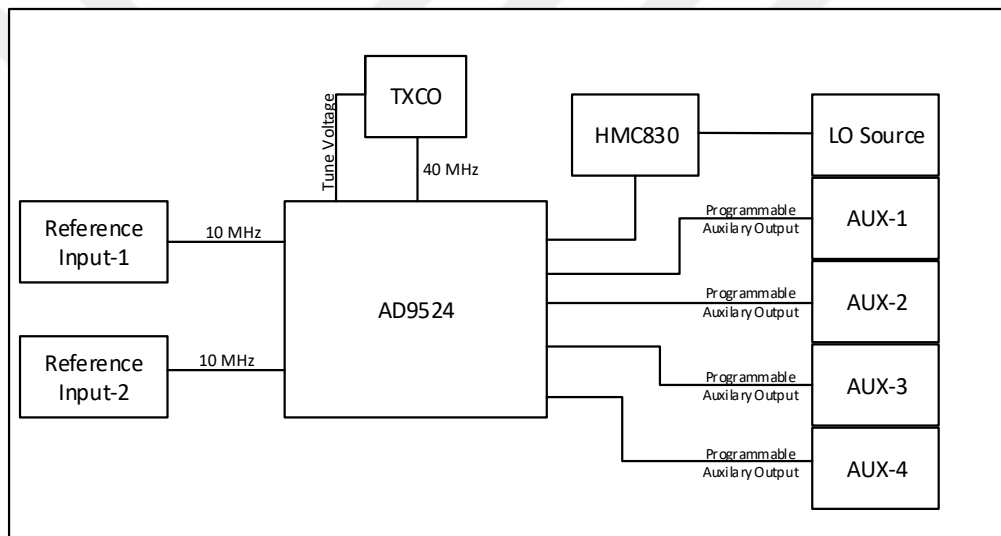 TXCO
Tune Voltage
40 MHz
HMC830
LO Source
Reference
Input-1
10 MHz
Reference
Input-2
10 MHz
AD9524
Programmable
Auxilary Output
AUX-1
Programmable
Auxilary Output
AUX-2
Programmable
Auxilary Output
AUX-3
Programmable
Auxilary Output
AUX-4